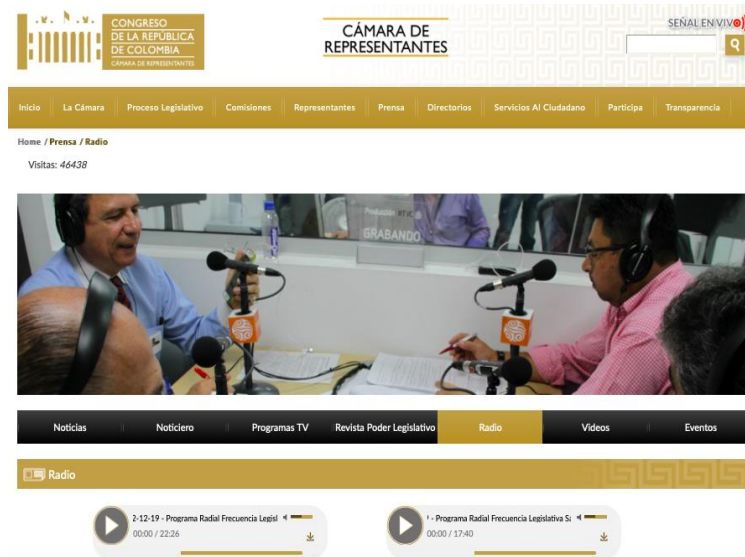 CONGRESO
DE LA REPÚBLICA
DE COLOMBIA
CÁMARA DE REPRESENTANTES
CÁMARA DE
REPRESENTANTES
SEÑAL EN VIVO
Inicio La Cámara Proceso Legislativo Comisiones Representantes Prensa Directorios Servicios Al Ciudadano Participa Transparencia
Home / Prensa / Radio
Visitas: 46438
Producción
GRABANDO
Noticias Noticiero Programas TV Revista Poder Legislativo Radio Videos Eventos
Radio
2-12-19 - Programa Radial Frecuencia Legisl
00:00 / 22:26
- Programa Radial Frecuencia Legislativa Sa
00:00 / 17:40